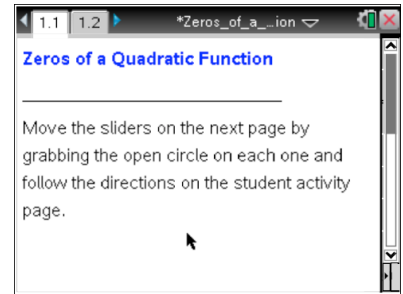 1.1 1.2 *Zeros_of_a_...ion
Zeros of a Quadratic Function
Move the sliders on the next page by
grabbing the open circle on each one and
follow the directions on the student activity
page.